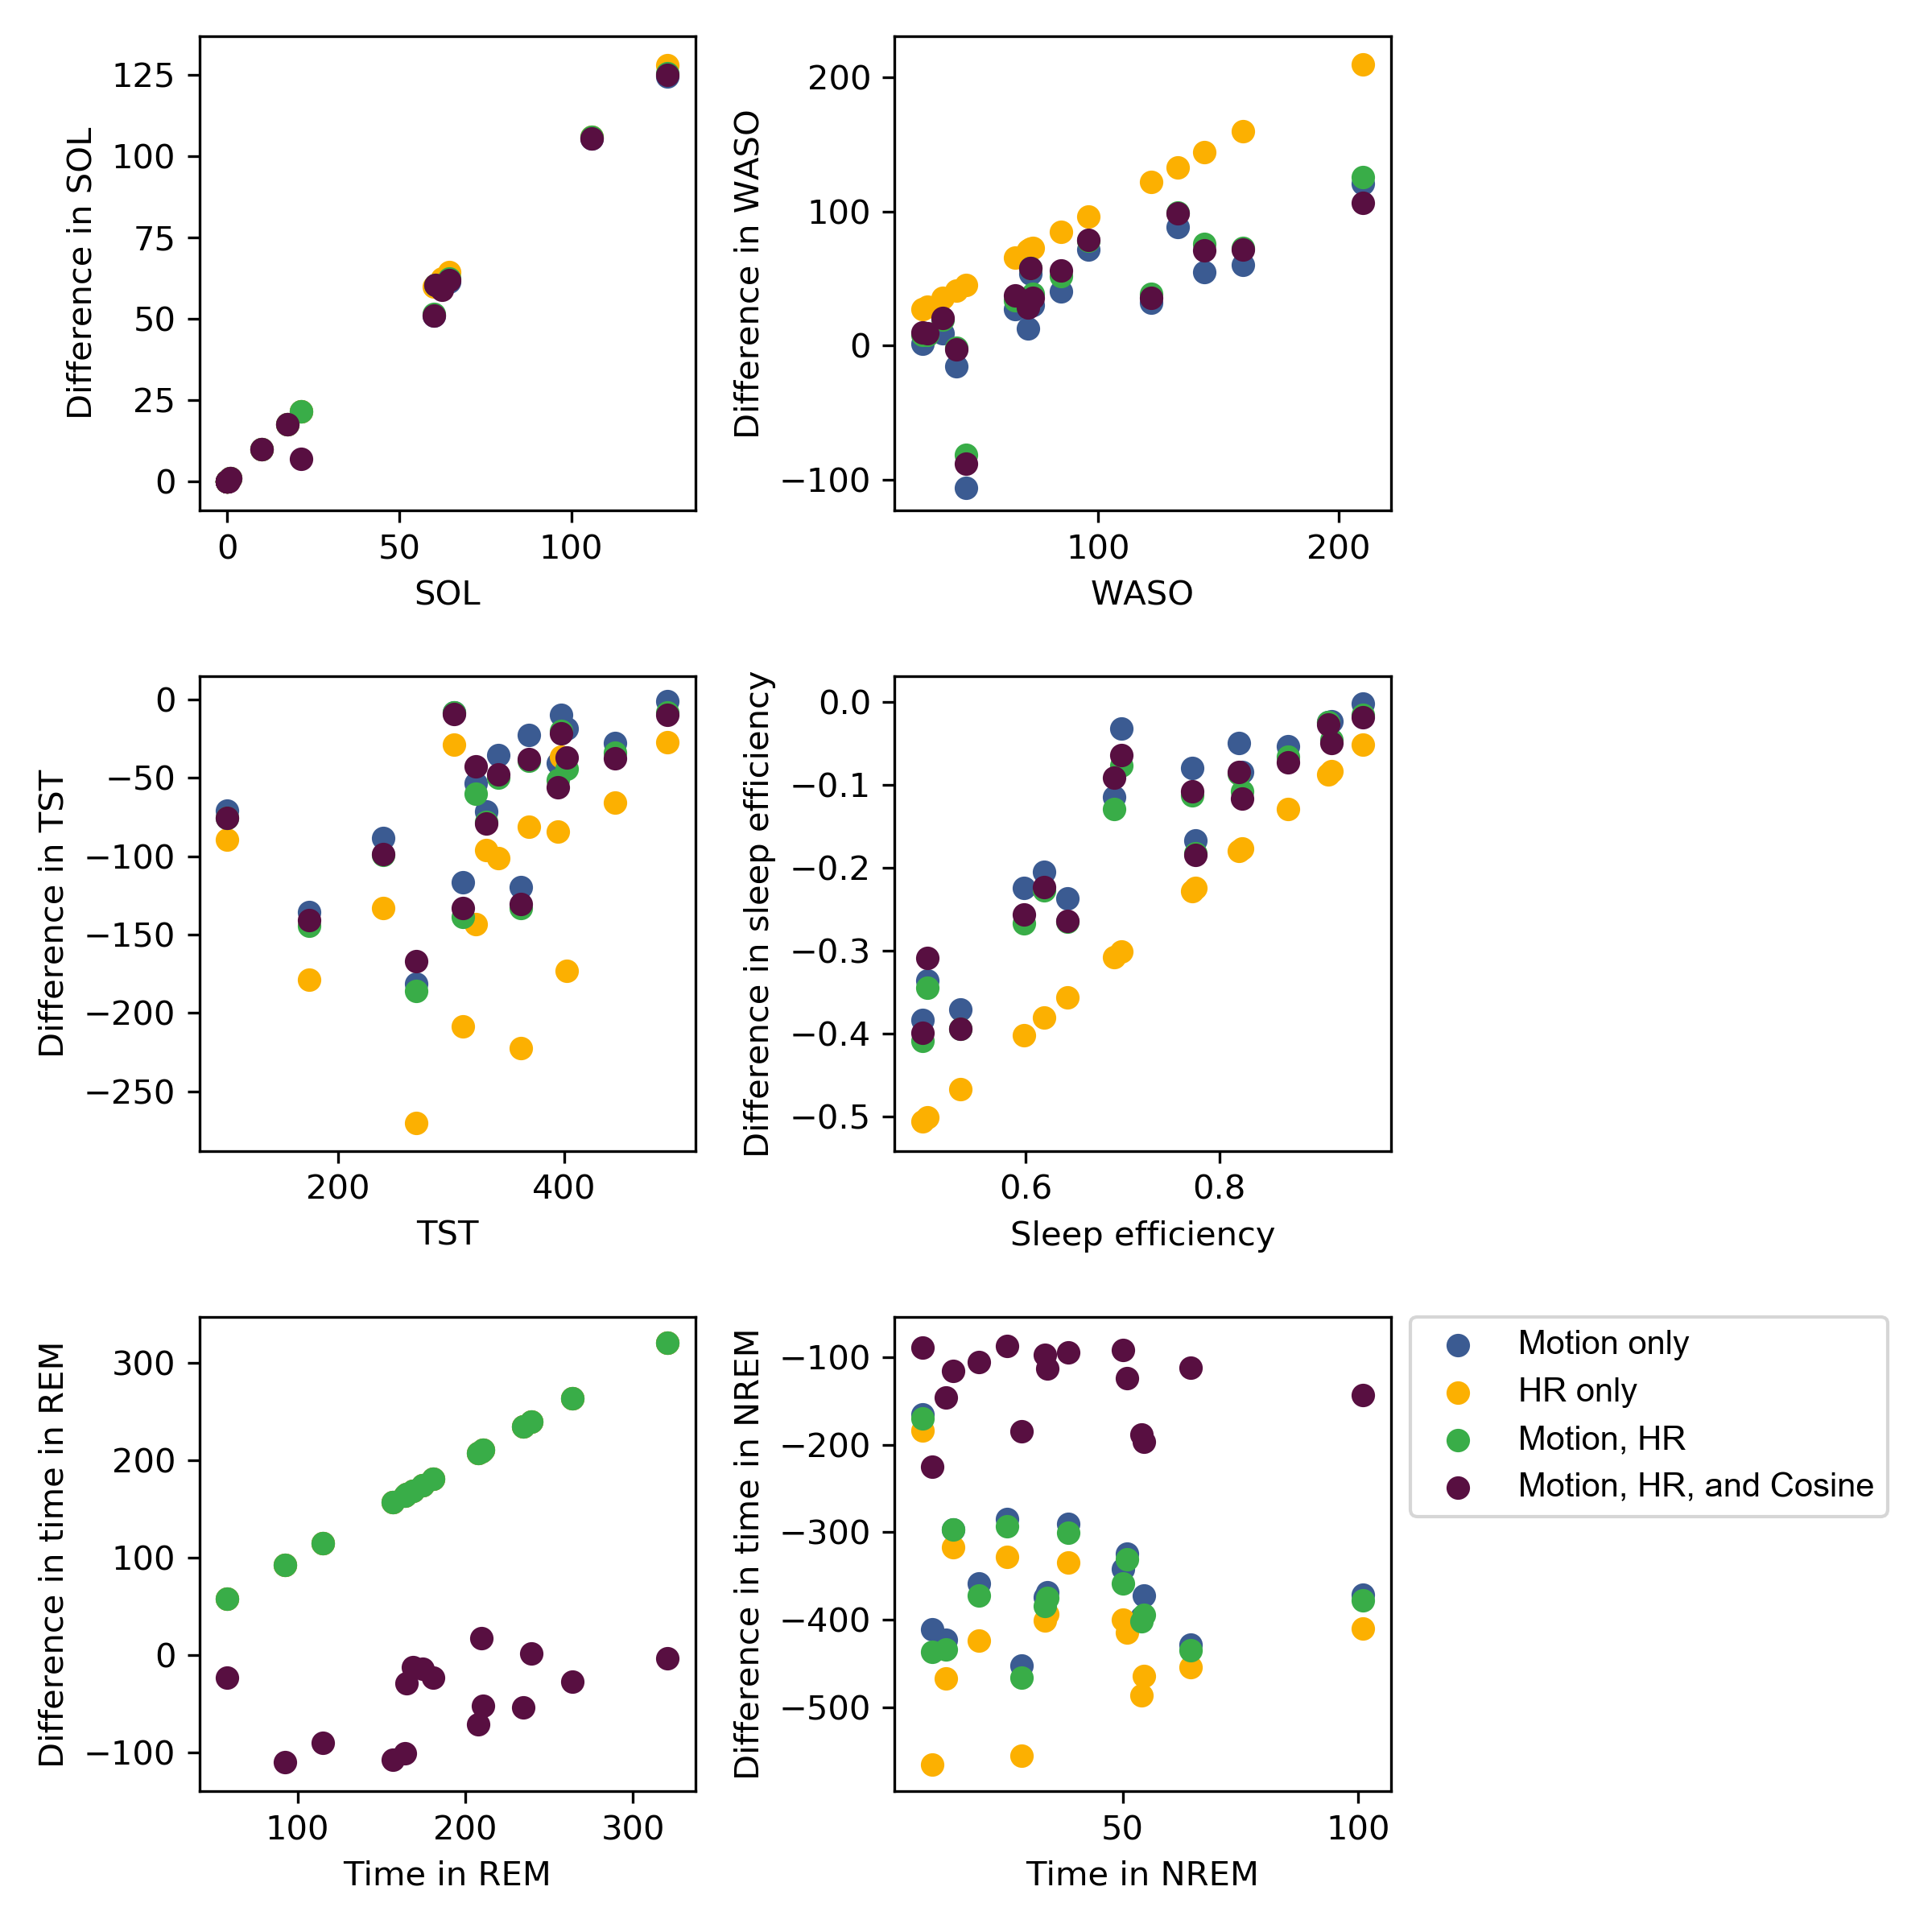 125
100
75
50
25
0
Difference in SOL
0
50
100
SOL
200
100
0
−100
Difference in WASO
100
200
WASO
0
−50
−100
−150
−200
−250
Difference in TST
200
400
TST
0.0
−0.1
−0.2
−0.3
−0.4
−0.5
Difference in sleep efficiency
0.6
0.8
Sleep efficiency
300
200
100
0
−100
Difference in time in REM
100
200
300
Time in REM
−100
−200
−300
−400
−500
Difference in time in NREM
50
100
Time in NREM
Motion only
HR only
Motion, HR
Motion, HR, and Cosine